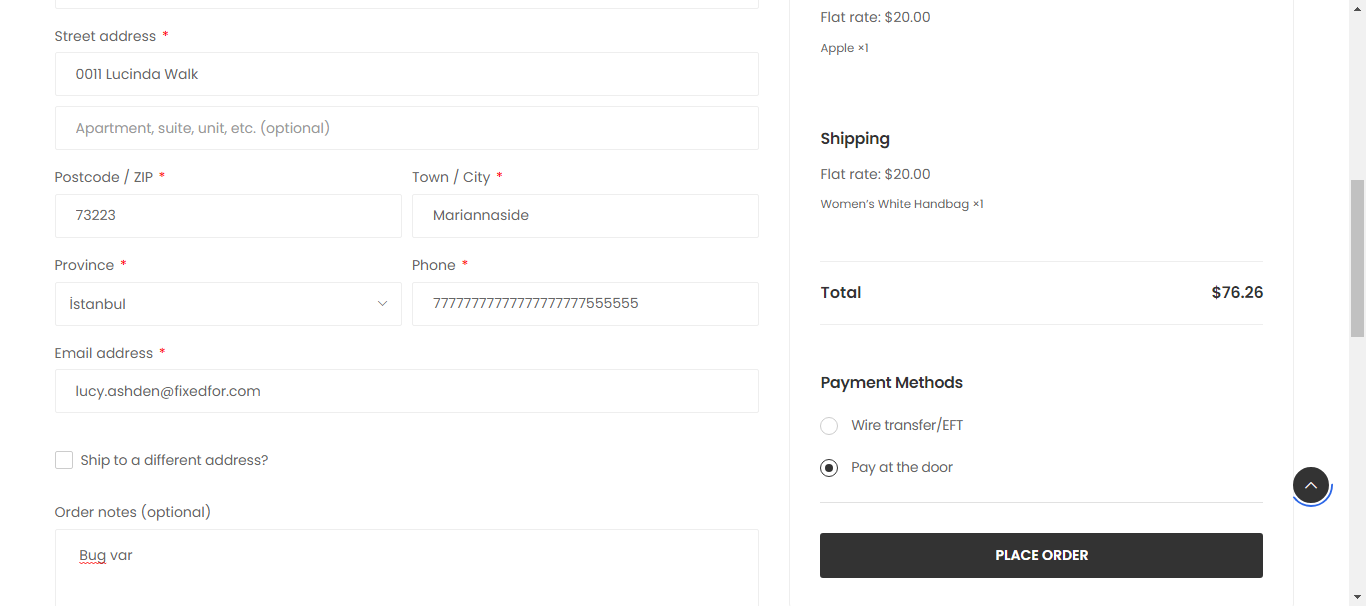 Street address *
0011 Lucinda Walk
Apartment, suite, unit, etc. (optional)
Postcode / ZIP *
Town / City *
73223
Mariannaside
Province *
Phone *
İstanbul
77777777777777777777555555
Email address *
lucy.ashden@fixedfor.com
Ship to a different address?
Order notes (optional)
Bug var
Flat rate: $20.00
Apple ×1
Shipping
Flat rate: $20.00
Women's White Handbag ×1
Total $76.26
Payment Methods
Wire transfer/EFT
Pay at the door
PLACE ORDER